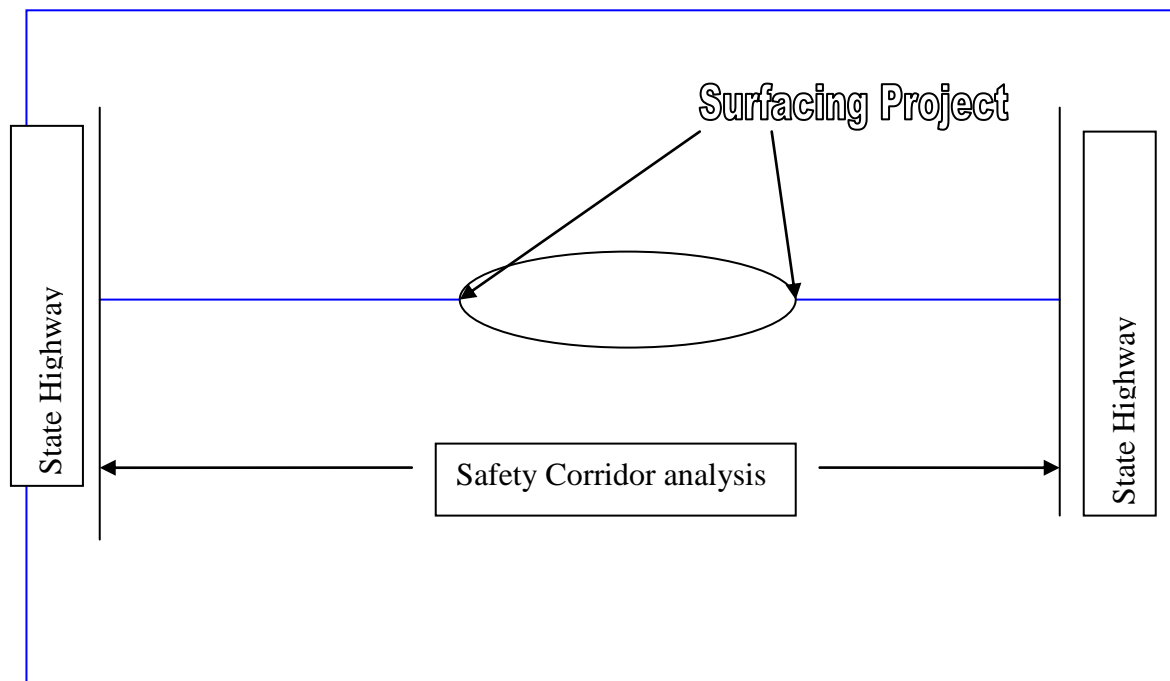 Surfacing Project
State Highway
Safety Corridor analysis
State Highway